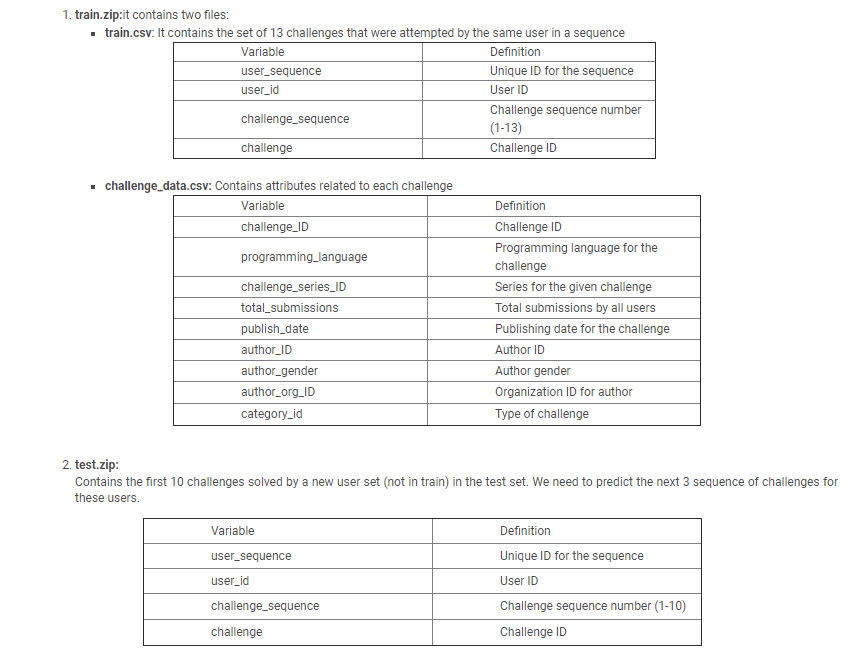 1. train.zip:it contains two files:
▪ train.csv: It contains the set of 13 challenges that were attempted by the same user in a sequence
Variable Definition
user_sequence Unique ID for the sequence
user_id User ID
challenge_sequence Challenge sequence number
(1-13)
challenge Challenge ID
▪ challenge_data.csv: Contains attributes related to each challenge
Variable Definition
challenge_ID Challenge ID
programming_language Programming language for the
challenge
challenge_series_ID Series for the given challenge
total_submissions Total submissions by all users
publish_date Publishing date for the challenge
author_ID Author ID
author_gender Author gender
author_org_ID Organization ID for author
category_id Type of challenge
2. test.zip:
Contains the first 10 challenges solved by a new user set (not in train) in the test set. We need to predict the next 3 sequence of challenges for
these users.
Variable Definition
user_sequence Unique ID for the sequence
user_id User ID
challenge_sequence Challenge sequence number (1-10)
challenge Challenge ID